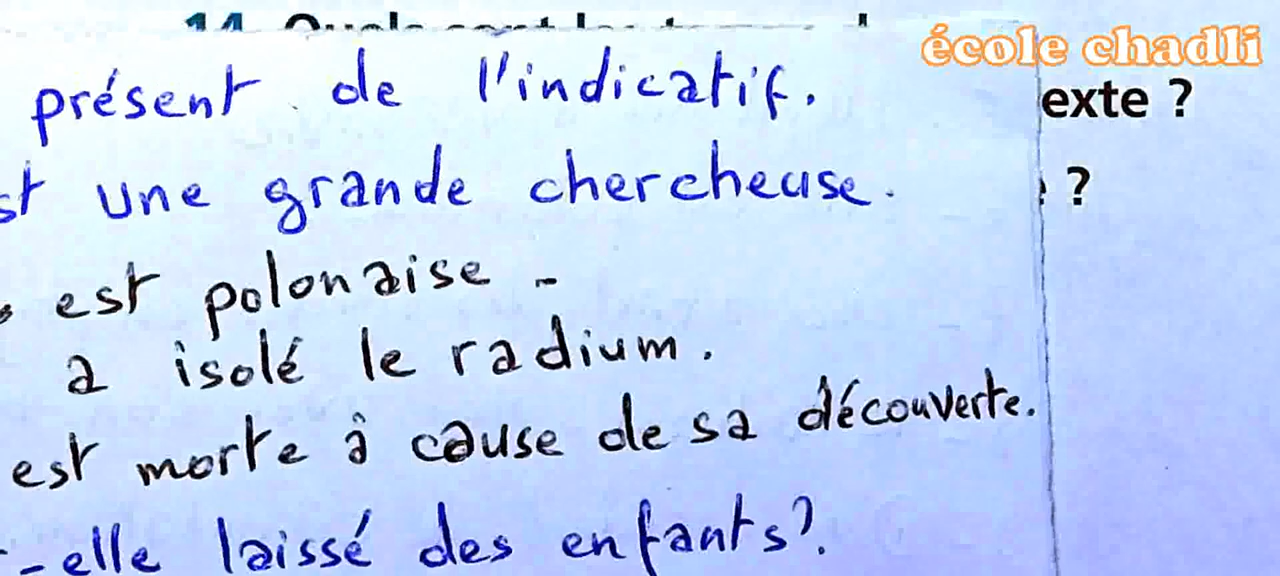 école chadli
présent de l'indicatif.
exte ?
st une grande chercheuse.
?
est polonaise -
a isolé le radium.
est morte à cause de sa découverte.
-elle laissé des enfants?